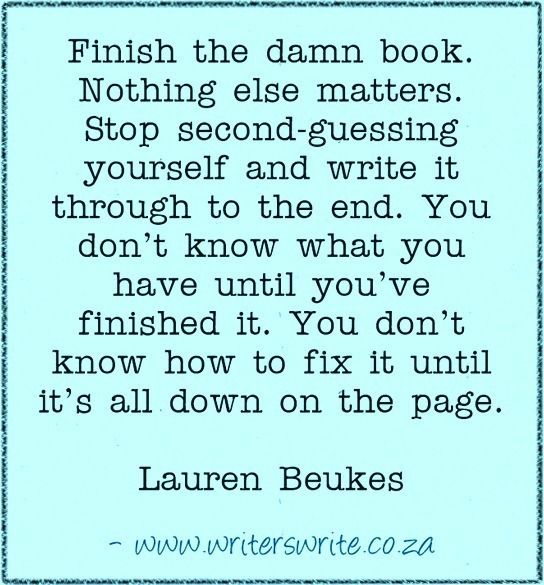 Finish the damn book.
Nothing else matters.
Stop second-guessing
yourself and write it
through to the end. You
don't know what you
have until you've
finished it. You don't
know how to fix it until
it's all down on the page.
Lauren Beukes
- www.writerswrite.co.za